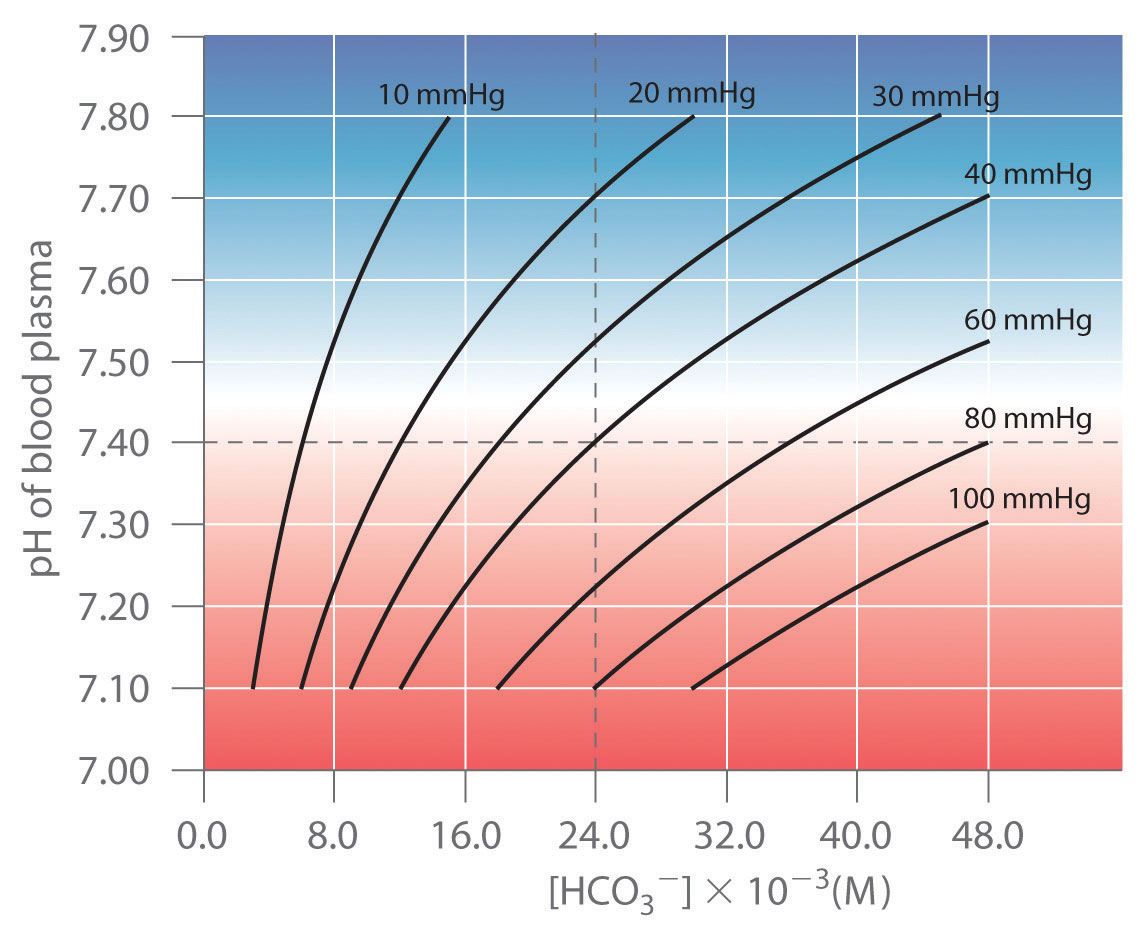 7.90
10 mmHg
20 mmHg
30 mmHg
7.80
40 mmHg
7.70
7.60
60 mmHg
7.50
80 mmHg
7.40
100 mmHg
7.30
7.20
7.10
7.00
pH of blood plasma
0.0 8.0 16.0 24.0 32.0 40.0 48.0
[HCO₃⁻] × 10⁻³(M)